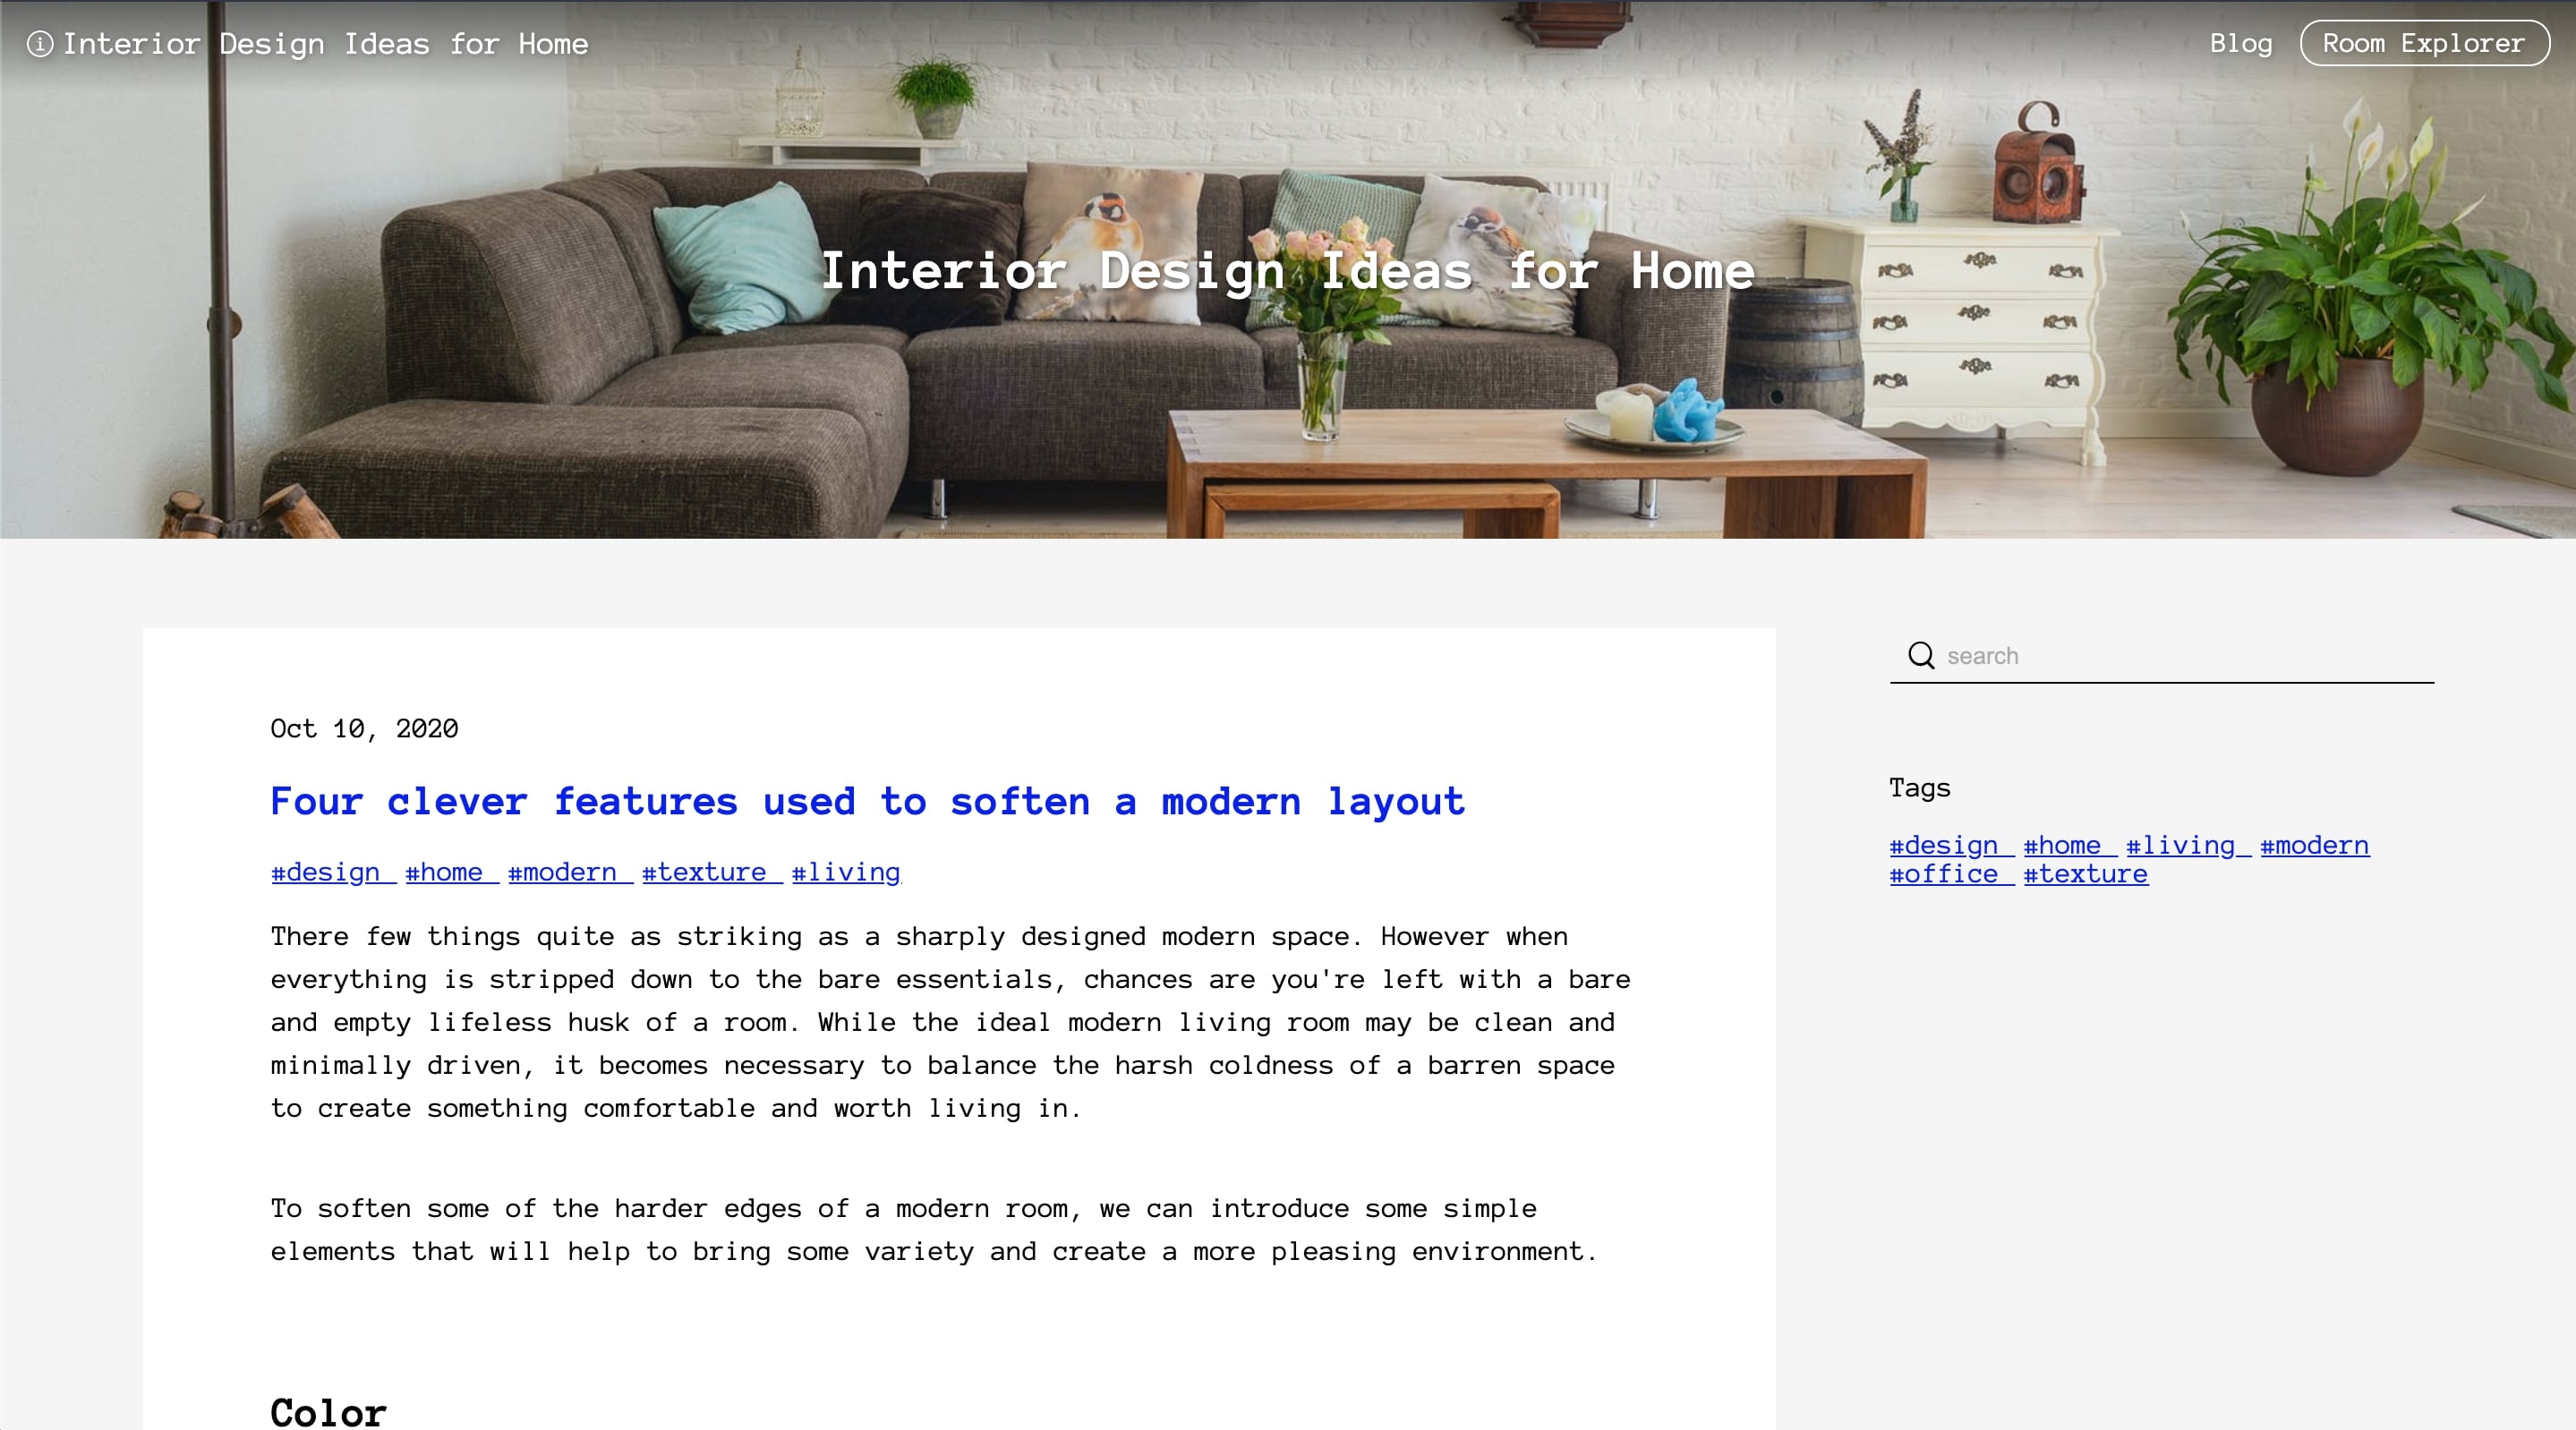 Interior Design Ideas for Home
Blog
Room Explorer
Interior Design Ideas for Home
search
Oct 10, 2020
Tags
Four clever features used to soften a modern layout
#design #home #living #modern
#office #texture
#design #home #modern #texture #living
There few things quite as striking as a sharply designed modern space. However when
everything is stripped down to the bare essentials, chances are you're left with a bare
and empty lifeless husk of a room. While the ideal modern living room may be clean and
minimally driven, it becomes necessary to balance the harsh coldness of a barren space
to create something comfortable and worth living in.
To soften some of the harder edges of a modern room, we can introduce some simple
elements that will help to bring some variety and create a more pleasing environment.
Color